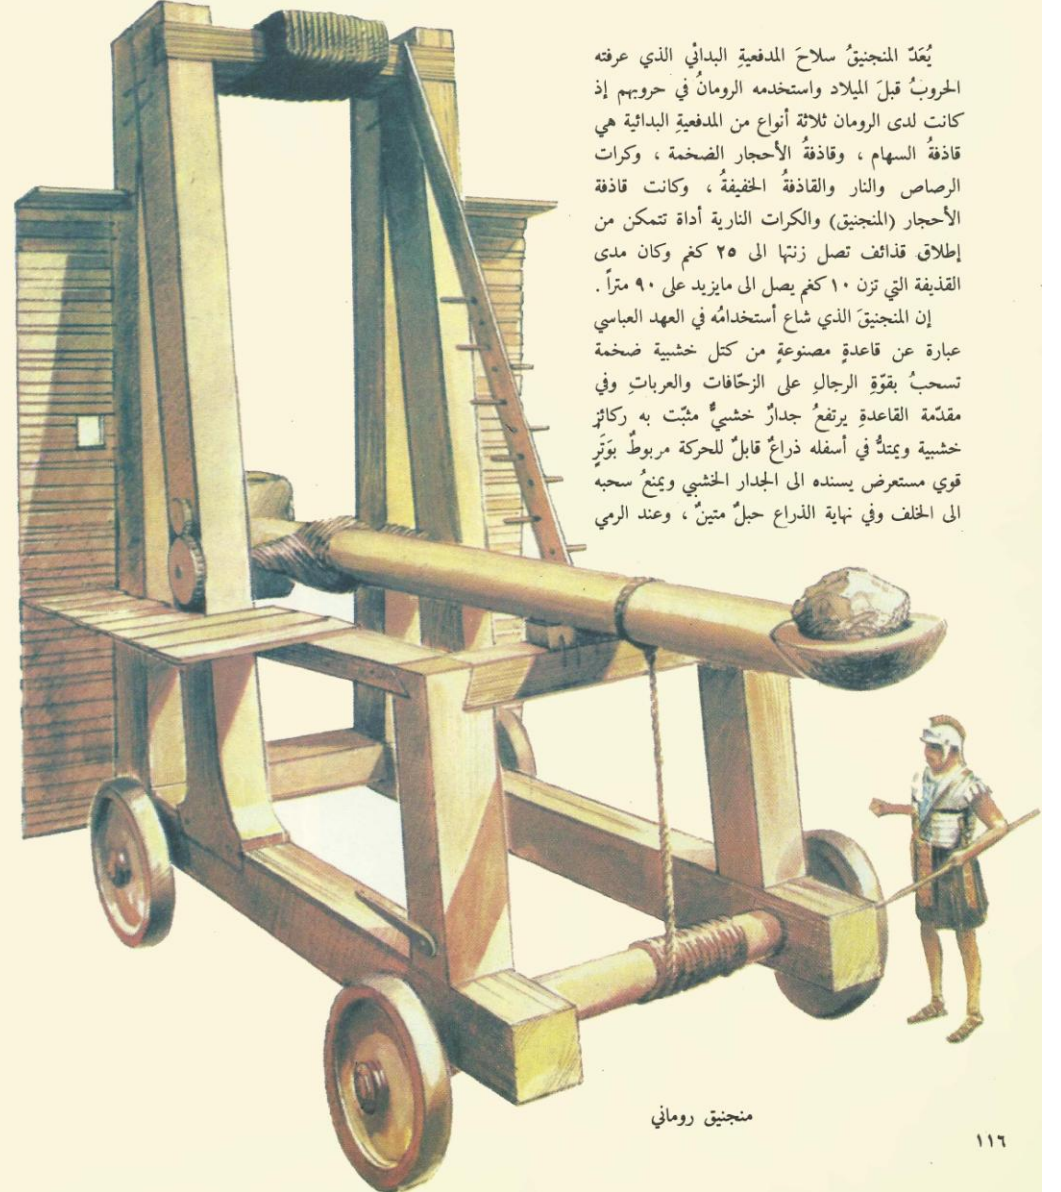 يُعَدّ المنجنيقُ سلاحَ المدفعيةِ البدائي الذي عرفته
الحروبُ قبلَ الميلاد واستخدمه الرومانُ في حروبهم إذ
كانت لدى الرومان ثلاثة أنواع من المدفعيةِ البدائية هي
قاذفةُ السهام ، وقاذفةُ الأحجار الضخمة ، وكرات
الرصاص والنار والقاذفةُ الخفيفةُ ، وكانت قاذفة
الأحجار (المنجنيق) والكرات النارية أداة تتمكن من
إطلاق قذائف تصل زنتها الى ٢٥ كغم وكان مدى
القذيفة التي تزن ١٠ كغم يصل الى مايزيد على ٩٠ متراً .
إن المنجنيقَ الذي شاع أستخدامُه في العهد العباسي
عبارة عن قاعدةٍ مصنوعةٍ من كتل خشبية ضخمة
تسحبُ بقوّةِ الرجالِ على الزحّافات والعرباتِ وفي
مقدّمة القاعدةِ يرتفعُ جدارٌ خشبيٌّ مثبّت به ركائز
خشبية ويمتدُّ في أسفله ذراعٌ قابلٌ للحركة مربوطٌ بوَتَرٍ
قوي مستعرض يسنده الى الجدار الخشبي ويمنعُ سحبه
الى الخلف وفي نهاية الذراع حبلٌ متينٌ ، وعند الرمي
منجنيق روماني
١١٦